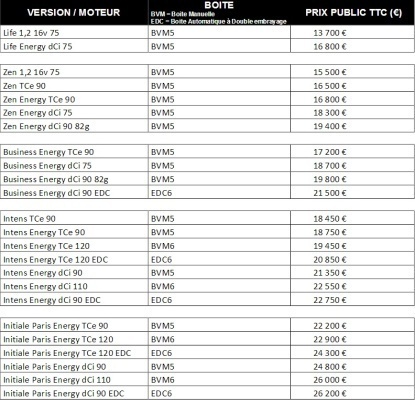 VERSION / MOTEUR BOITE PRIX PUBLIC TTC (€)
BVM = Boite Manuelle
EDC = Boite Automatique à Double embrayage
Life 1,2 16v 75 BVM5 13 700 €
Life Energy dCi 75 BVM5 16 800 €
Zen 1,2 16v 75 BVM5 15 500 €
Zen TCe 90 BVM5 16 500 €
Zen Energy TCe 90 BVM5 16 800 €
Zen Energy dCi 75 BVM5 18 300 €
Zen Energy dCi 90 82g BVM5 19 400 €
Business Energy TCe 90 BVM5 17 200 €
Business Energy dCi 75 BVM5 18 700 €
Business Energy dCi 90 82g BVM5 19 800 €
Business Energy dCi 90 EDC EDC6 21 500 €
Intens TCe 90 BVM5 18 450 €
Intens Energy TCe 90 BVM5 18 750 €
Intens Energy TCe 120 BVM6 19 450 €
Intens Energy TCe 120 EDC EDC6 20 850 €
Intens Energy dCi 90 BVM5 21 350 €
Intens Energy dCi 110 BVM6 22 550 €
Intens Energy dCi 90 EDC EDC6 22 750 €
Initiale Paris Energy TCe 90 BVM5 22 200 €
Initiale Paris Energy TCe 120 BVM6 22 900 €
Initiale Paris Energy TCe 120 EDC EDC6 24 300 €
Initiale Paris Energy dCi 90 BVM5 24 800 €
Initiale Paris Energy dCi 110 BVM6 26 000 €
Initiale Paris Energy dCi 90 EDC EDC6 26 200 €